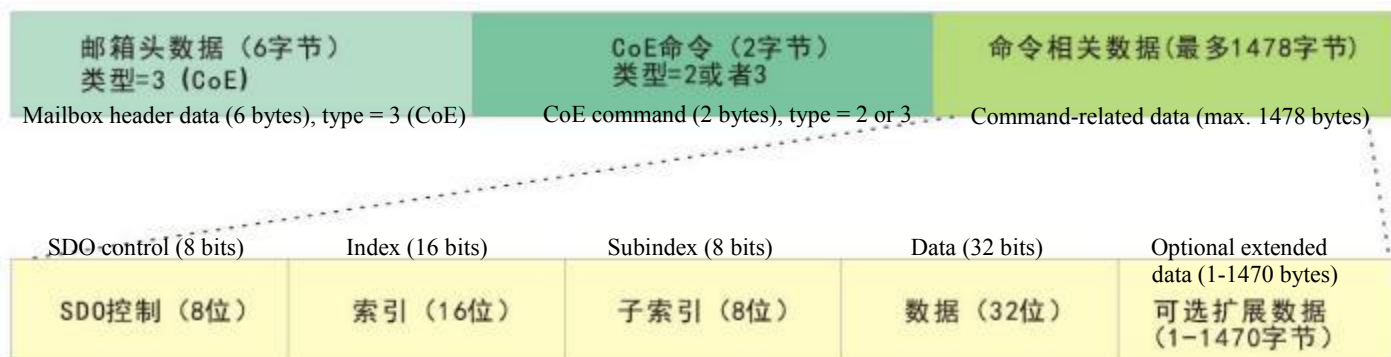 邮箱头数据（6字节）
类型=3 (CoE)
CoE命令（2字节）
类型=2或者3
命令相关数据(最多1478字节)
Mailbox header data (6 bytes), type = 3 (CoE)
CoE command (2 bytes), type = 2 or 3
Command-related data (max. 1478 bytes)
SDO control (8 bits)
Index (16 bits)
Subindex (8 bits)
Data (32 bits)
Optional extended
data (1-1470 bytes)
SDO控制（8位）
索引（16位）
子索引（8位）
数据（32位）
可选扩展数据
(1-1470字节)